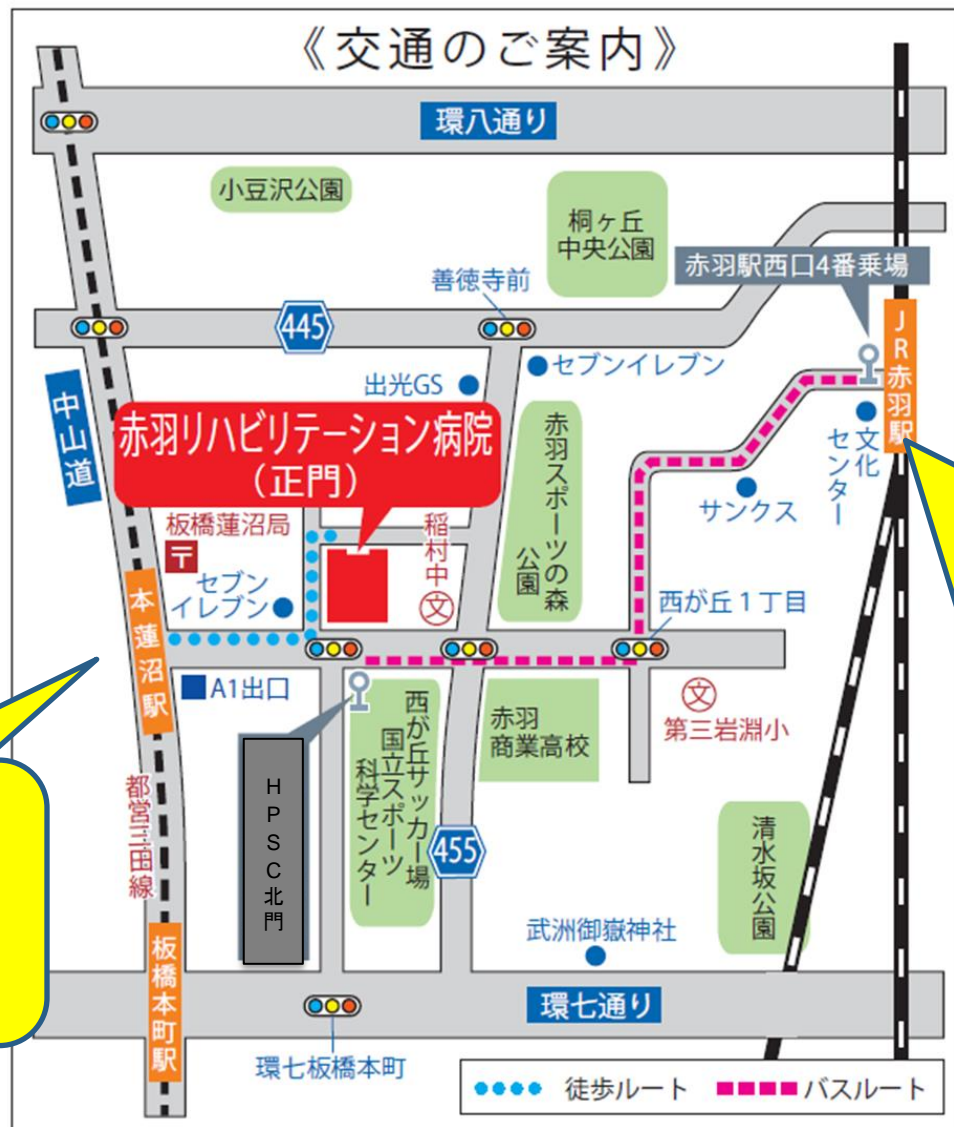 《交通のご案内》
環八通り
小豆沢公園
桐ヶ丘
中央公園
赤羽駅西口4番乗場
善徳寺前
445
セブンイレブン
出光GS
JR赤羽駅
中山道
赤羽リハビリテーション病院
（正門）
赤羽スポーツの森
公園
文化
センター
サンクス
板橋蓮沼局
〒
稲村中
文
セブン
イレブン
西が丘１丁目
本蓮沼駅
A1出口
文
第三岩淵小
赤羽
商業高校
西が丘サッカー場
国立スポーツ
科学センター
HPSC北門
都営三田線
455
清水坂公園
武洲御嶽神社
板橋本町駅
環七通り
環七板橋本町
徒歩ルート
バスルート